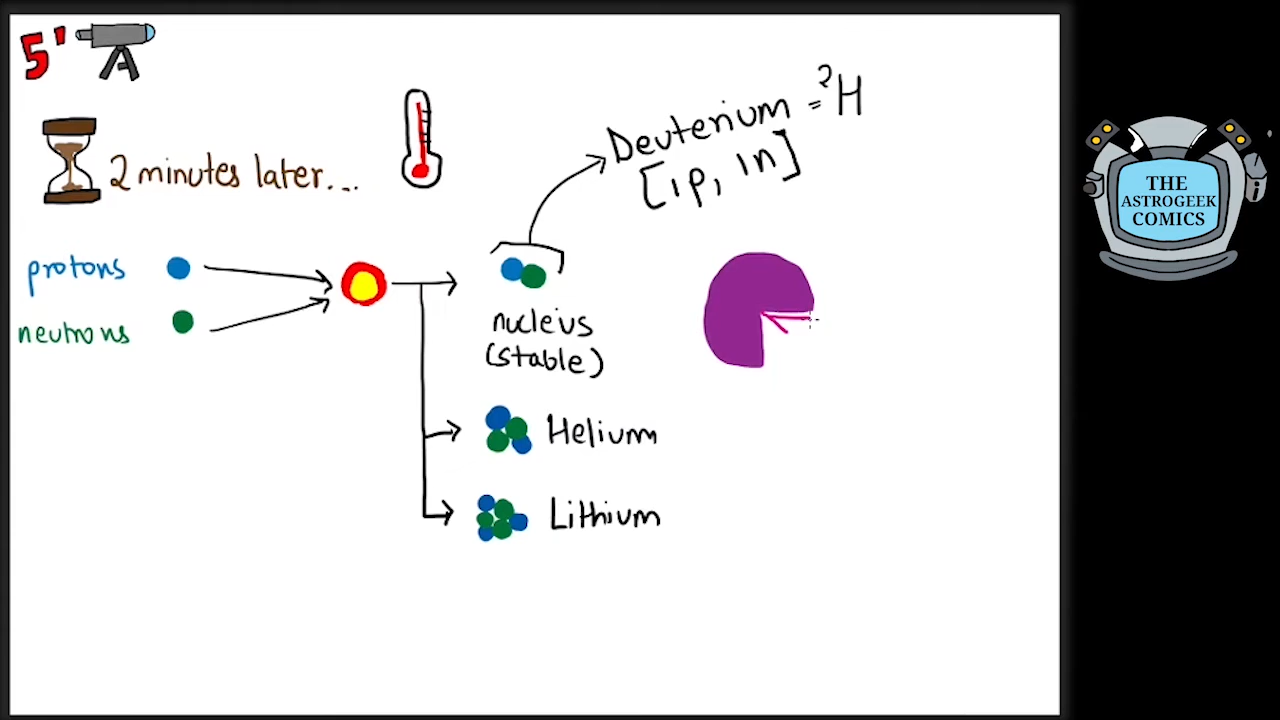 5'
2 minutes later...
Deuterium = ²H
[1p, 1n]
protons
neutrons
nucleus
(stable)
Helium
Lithium
THE
ASTROGEEK
COMICS